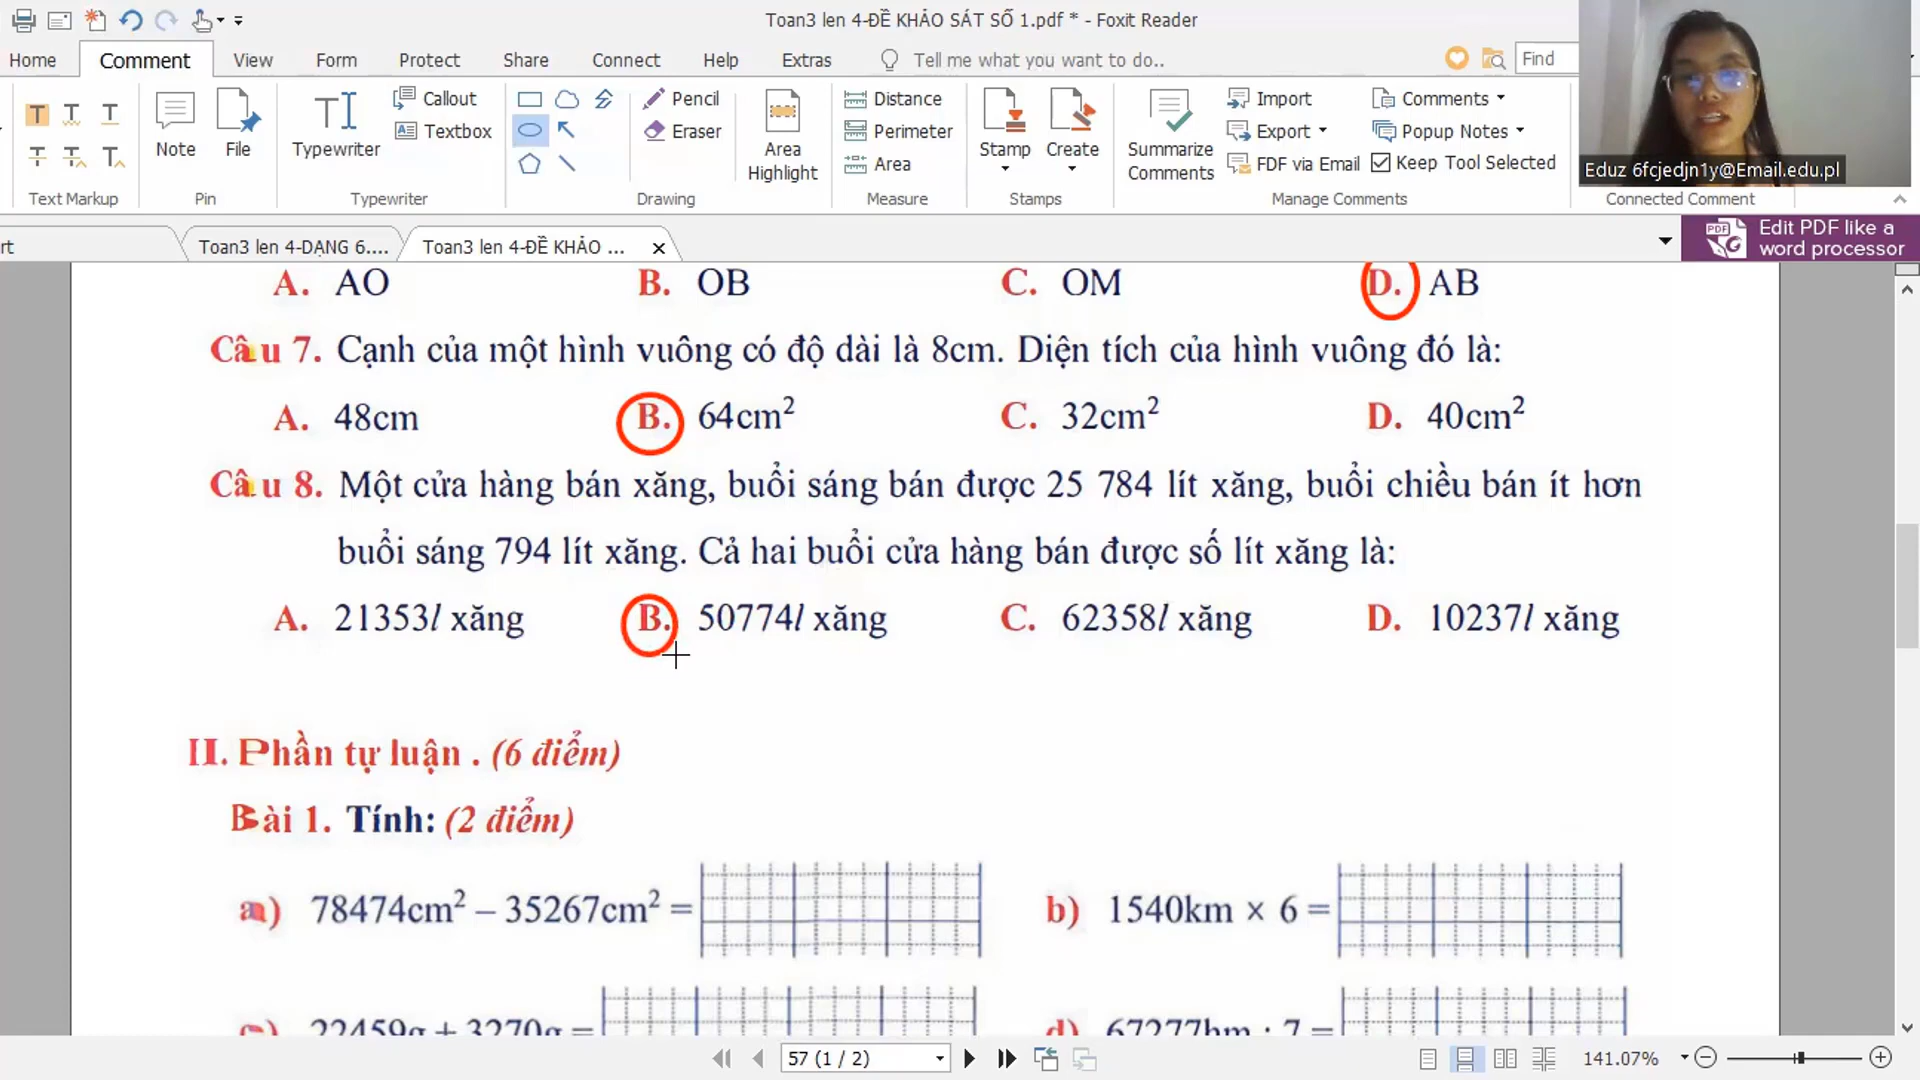 Toan3 len 4-ĐỀ KHẢO SÁT SỐ 1.pdf * - Foxit Reader
Home Comment View Form Protect Share Connect Help Extras Tell me what you want to do.. Find
Note File Typewriter Callout Textbox Pencil Eraser Area Highlight Distance Perimeter Area Stamp Create Summarize Comments Import Export FDF via Email Comments Popup Notes Keep Tool Selected
Eduz 6fcjedjn1y@Email.edu.pl
Text Markup Pin Typewriter Drawing Measure Stamps Manage Comments Connected Comment
rt Toan3 len 4-DẠNG 6.... Toan3 len 4-ĐỀ KHẢO ...
Edit PDF like a
word processor
A. AO B. OB C. OM D. AB
Câu 7. Cạnh của một hình vuông có độ dài là 8cm. Diện tích của hình vuông đó là:
A. 48cm B. 64cm² C. 32cm² D. 40cm²
Câu 8. Một cửa hàng bán xăng, buổi sáng bán được 25 784 lít xăng, buổi chiều bán ít hơn
buổi sáng 794 lít xăng. Cả hai buổi cửa hàng bán được số lít xăng là:
A. 21353l xăng B. 50774l xăng C. 62358l xăng D. 10237l xăng
II. Phần tự luận . (6 điểm)
Bài 1. Tính: (2 điểm)
a) 78474cm² – 35267cm² = b) 1540km × 6 =
c) 22459g + 3270g = d) 67277hm : 7 =
57 (1 / 2) 141.07%